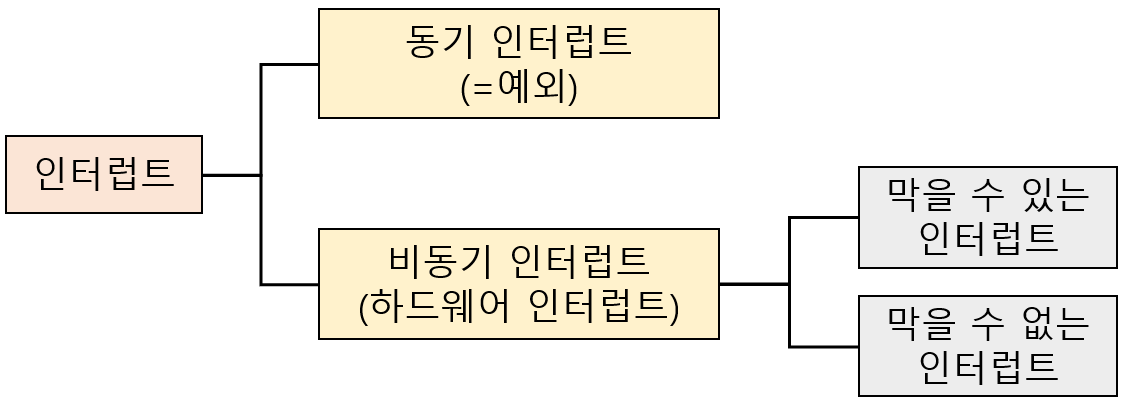 인터럽트
동기 인터럽트
(=예외)
비동기 인터럽트
(하드웨어 인터럽트)
막을 수 있는
인터럽트
막을 수 없는
인터럽트